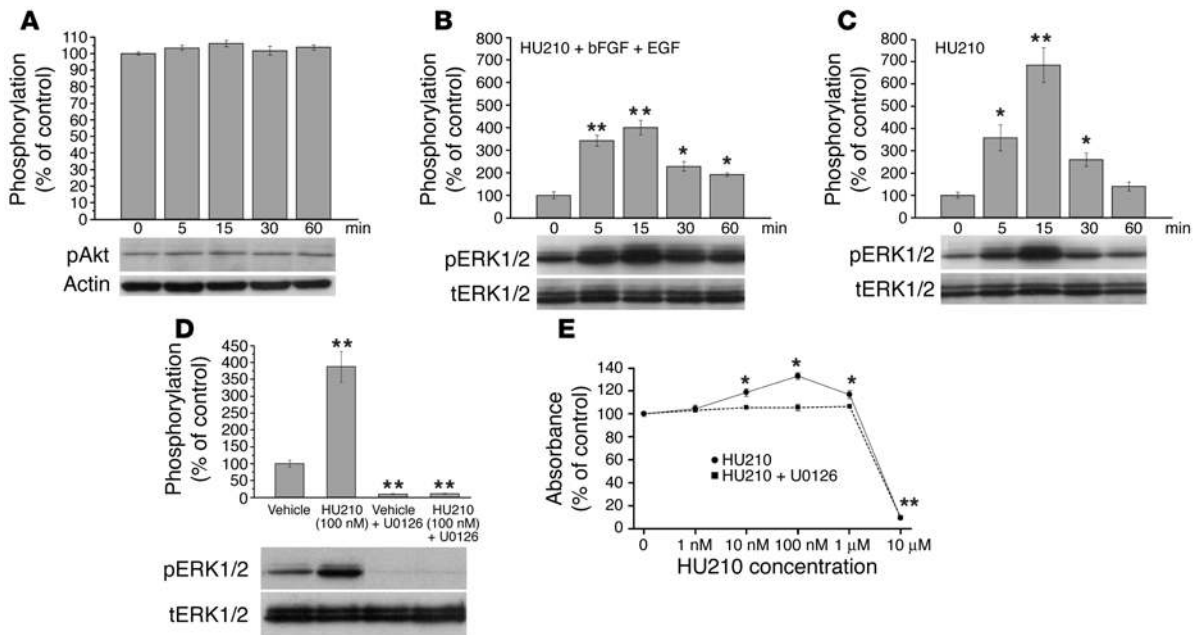 A
Phosphorylation
(% of control)
110
100
90
80
70
60
50
40
30
20
10
0
0 5 15 30 60 min
pAkt
Actin
B
HU210 + bFGF + EGF
Phosphorylation
(% of control)
800
700
600
500
400
300
200
100
0
** ** * *
0 5 15 30 60 min
pERK1/2
tERK1/2
C
HU210
Phosphorylation
(% of control)
800
700
600
500
400
300
200
100
0
* ** *
0 5 15 30 60 min
pERK1/2
tERK1/2
D
Phosphorylation
(% of control)
450
400
350
300
250
200
150
100
50
0
** ** **
Vehicle HU210 Vehicle HU210
(100 nM) + U0126 (100 nM)
+ U0126
pERK1/2
tERK1/2
E
Absorbance
(% of control)
140
120
100
80
60
40
20
0
* * * **
HU210
HU210 + U0126
0 1 nM 10 nM 100 nM 1 µM 10 µM
HU210 concentration